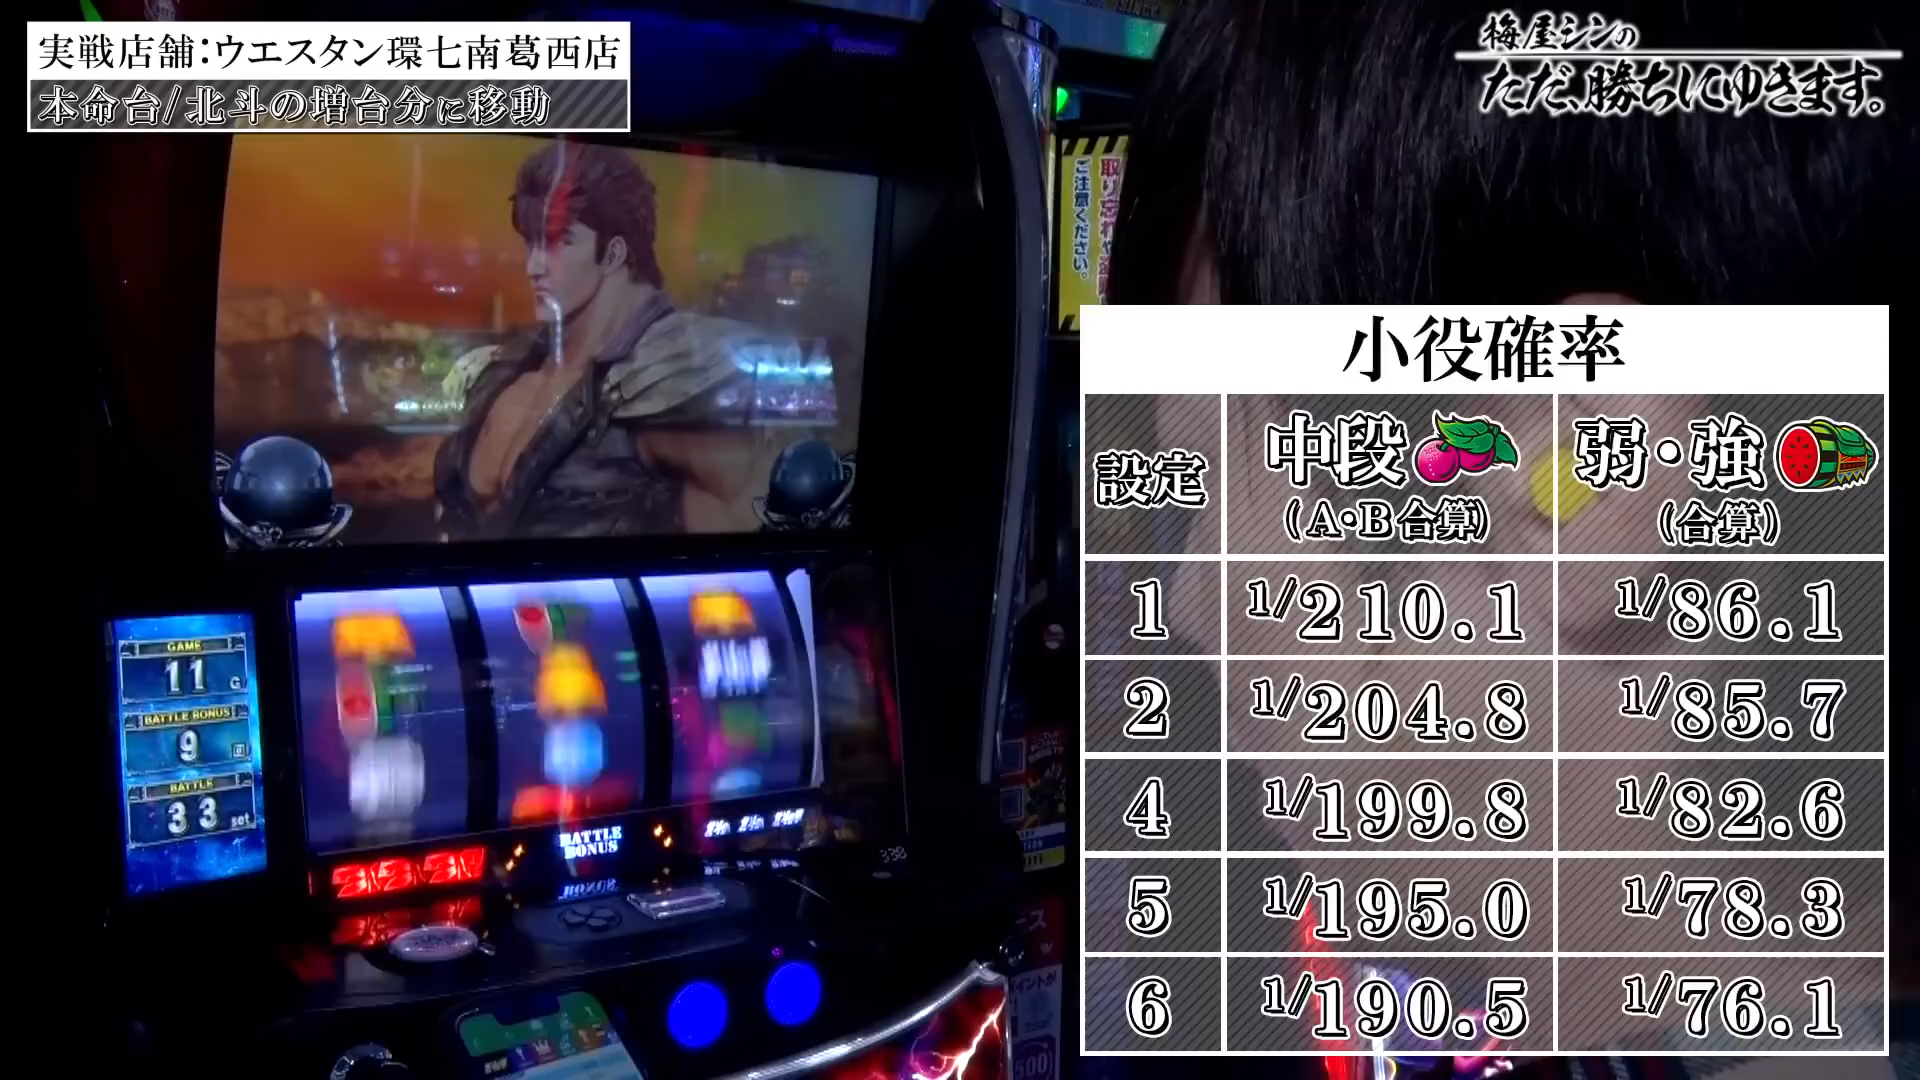 実戦店舗:ウエスタン環七南葛西店
本命台/北斗の増台分に移動
梅屋シンの
ただ、勝ちにゆきます。
ご注意ください。
GAME
11 G
BATTLE BONUS
9 回
BATTLE
33 set
BATTLE
BONUS
338
小役確率
設定
中段
(A・B合算)
弱・強
(合算)
1 1/210.1 1/86.1
2 1/204.8 1/85.7
4 1/199.8 1/82.6
5 1/195.0 1/78.3
6 1/190.5 1/76.1